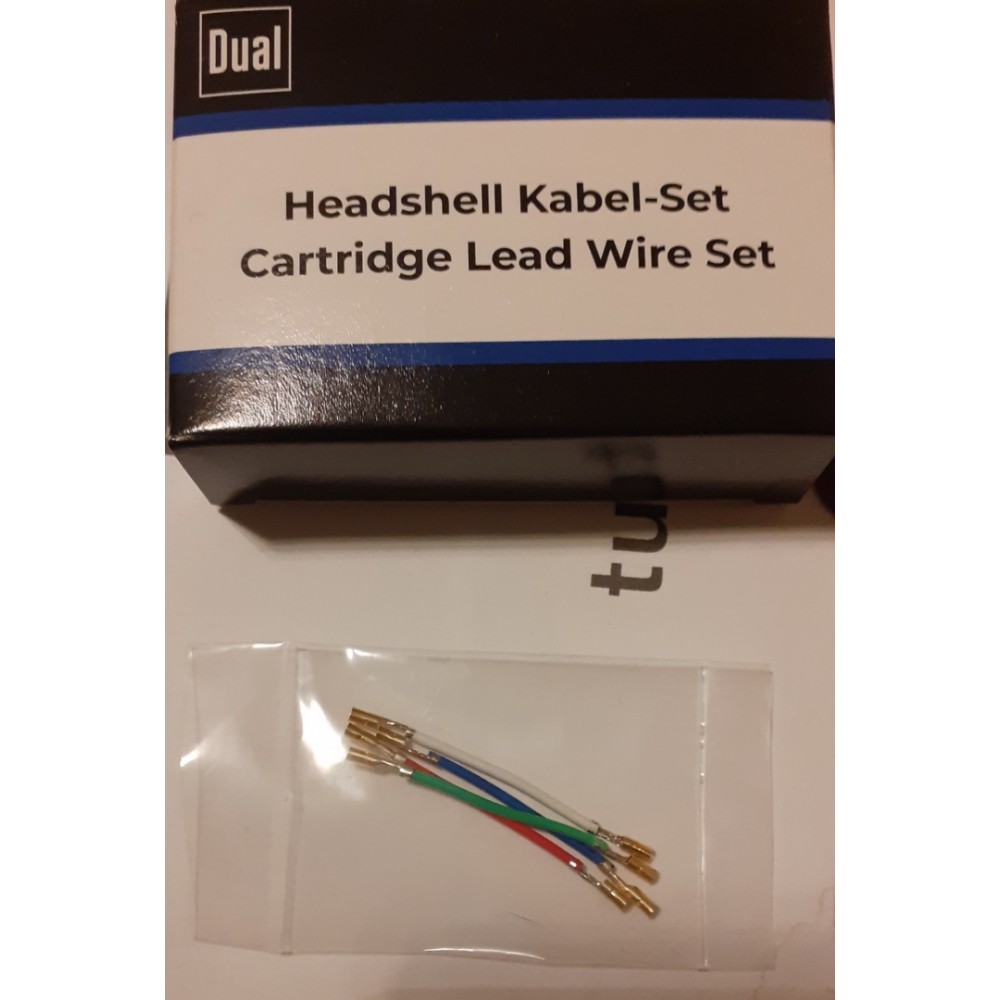 Dual
Headshell Kabel-Set
Cartridge Lead Wire Set
tu